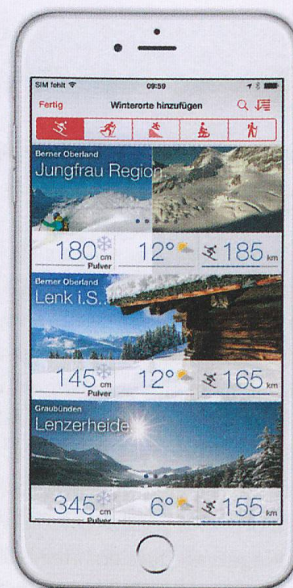 SIM fehlt 09:59
Fertig Winterorte hinzufügen
Berner Oberland
Jungfrau Region
180 cm 12° 185 km
Pulver
Berner Oberland
Lenk i.S.
145 cm 12° 165 km
Pulver
Graubünden
Lenzerheide
345 cm 6° 155 km
Pulver